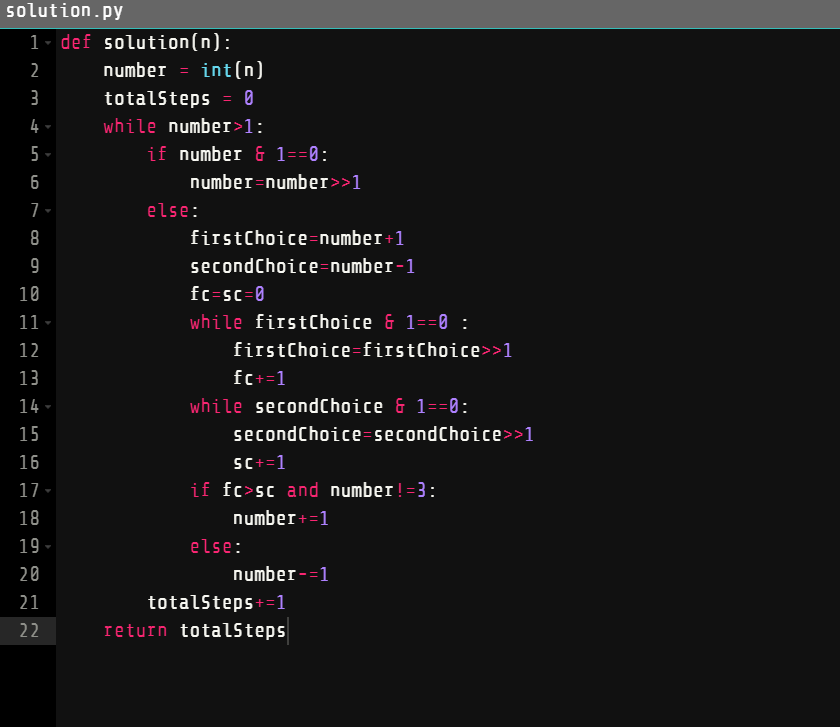 solution.py
1 def solution(n):
2     number = int(n)
3     totalSteps = 0
4     while number>1:
5         if number & 1==0:
6             number=number>>1
7         else:
8             firstChoice=number+1
9             secondChoice=number-1
10             fc=sc=0
11             while firstChoice & 1==0 :
12                 firstChoice=firstChoice>>1
13                 fc+=1
14             while secondChoice & 1==0:
15                 secondChoice=secondChoice>>1
16                 sc+=1
17             if fc>sc and number!=3:
18                 number+=1
19             else:
20                 number-=1
21         totalSteps+=1
22     return totalSteps